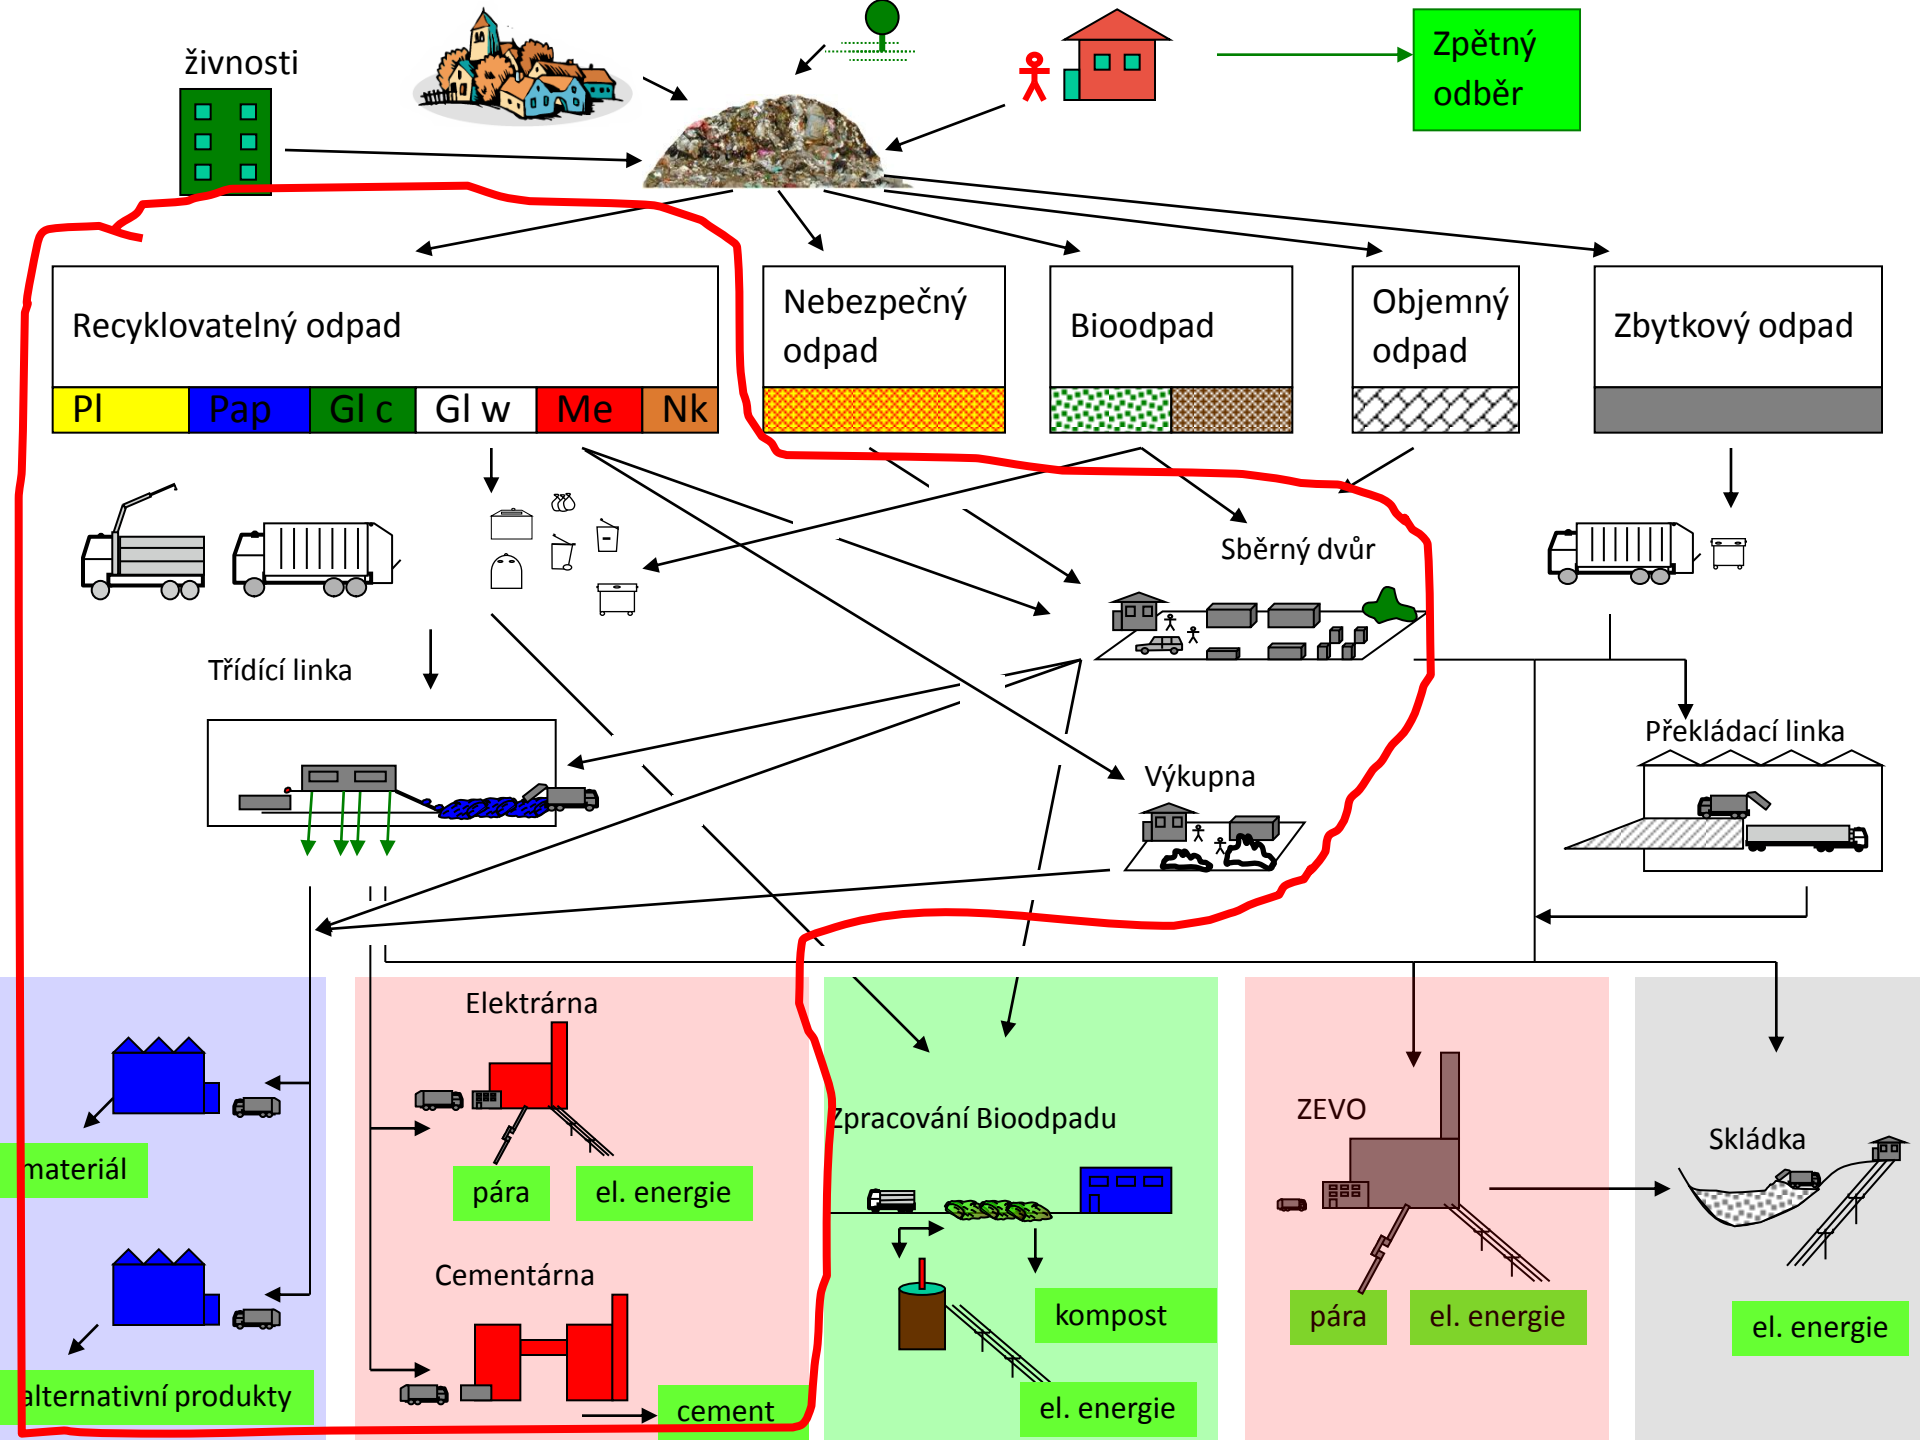 živnosti
Zpětný
odběr
Recyklovatelný odpad
Nebezpečný
odpad
Bioodpad
Objemný
odpad
Zbytkový odpad
Pl
Pap
Gl c
Gl w
Me
Nk
Sběrný dvůr
Třídící linka
Překládací linka
Výkupna
Elektrárna
ZEVO
Zpracování Bioodpadu
Skládka
materiál
pára
el. energie
Cementárna
kompost
pára
el. energie
el. energie
alternativní produkty
cement
el. energie